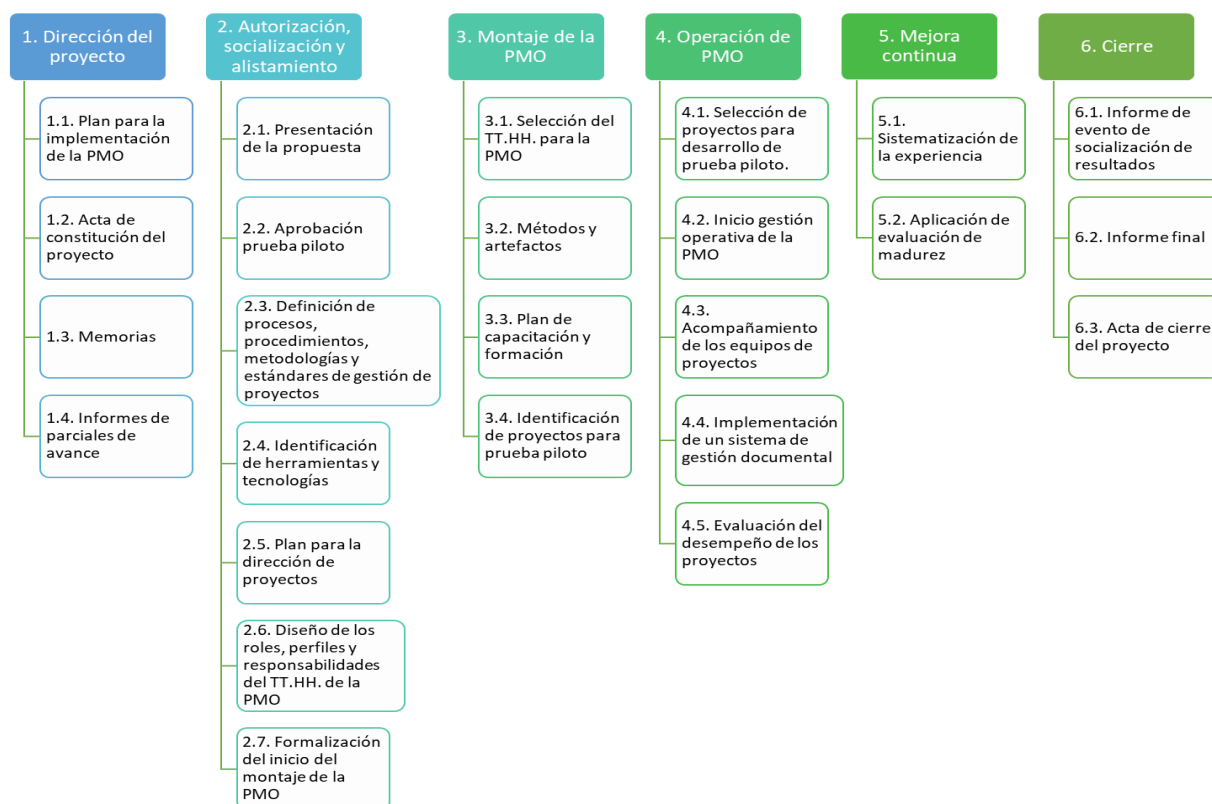 1. Dirección del
proyecto
1.1. Plan para la
implementación
de la PMO
1.2. Acta de
constitución del
proyecto
1.3. Memorias
1.4. Informes de
parciales de
avance
2. Autorización,
socialización y
alistamiento
2.1. Presentación
de la propuesta
2.2. Aprobación
prueba piloto
2.3. Definición de
procesos,
procedimientos,
metodologías y
estándares de gestión de
proyectos
2.4. Identificación
de herramientas y
tecnologías
2.5. Plan para la
dirección de
proyectos
2.6. Diseño de los
roles, perfiles y
responsabilidades
del TT.HH. de la
PMO
2.7. Formalización
del inicio del
montaje de la
PMO
3. Montaje de la
PMO
3.1. Selección del
TT.HH. para la
PMO
3.2. Métodos y
artefactos
3.3. Plan de
capacitación y
formación
3.4. Identificación
de proyectos para
prueba piloto
4. Operación de
PMO
4.1. Selección de
proyectos para
desarrollo de
prueba piloto.
4.2. Inicio gestión
operativa de la
PMO
4.3.
Acompañamiento
de los equipos de
proyectos
4.4. Implementación
de un sistema de
gestión documental
4.5. Evaluación del
desempeño de los
proyectos
5. Mejora
continua
5.1.
Sistematización de
la experiencia
5.2. Aplicación de
evaluación de
madurez
6. Cierre
6.1. Informe de
evento de
socialización de
resultados
6.2. Informe final
6.3. Acta de cierre
del proyecto